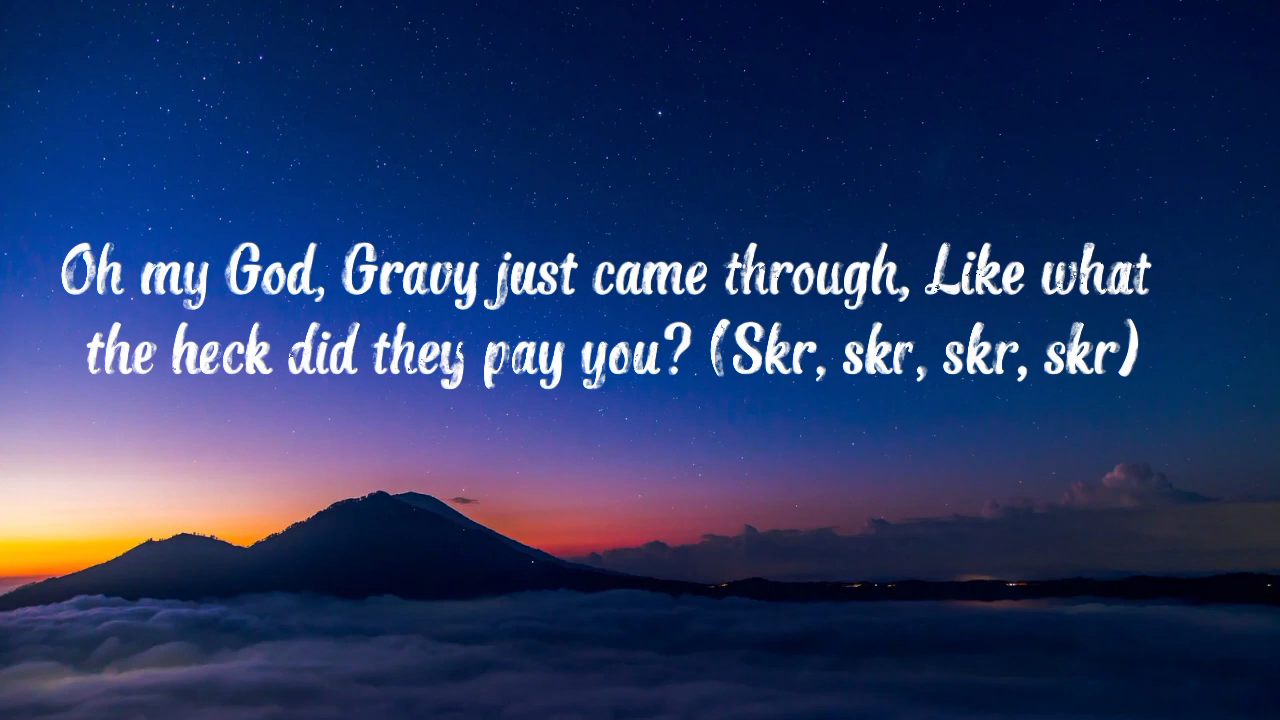 Oh my God, Gravy just came through, Like what
the heck did they pay you? (Skr, skr, skr, skr)